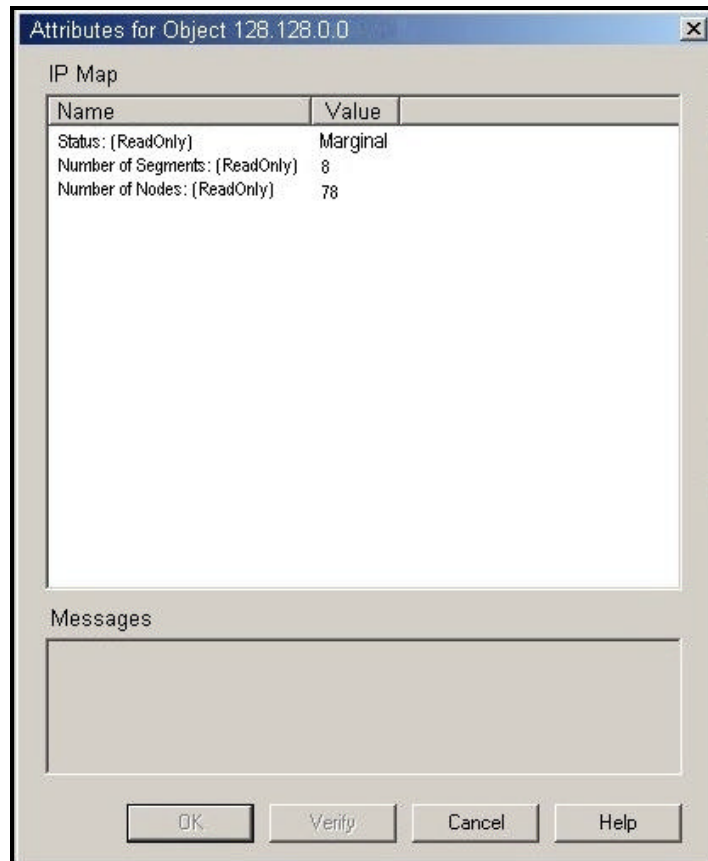 Attributes for Object 128.128.0.0
IP Map
Name Value
Status: (ReadOnly) Marginal
Number of Segments: (ReadOnly) 8
Number of Nodes: (ReadOnly) 78
Messages
OK Verify Cancel Help